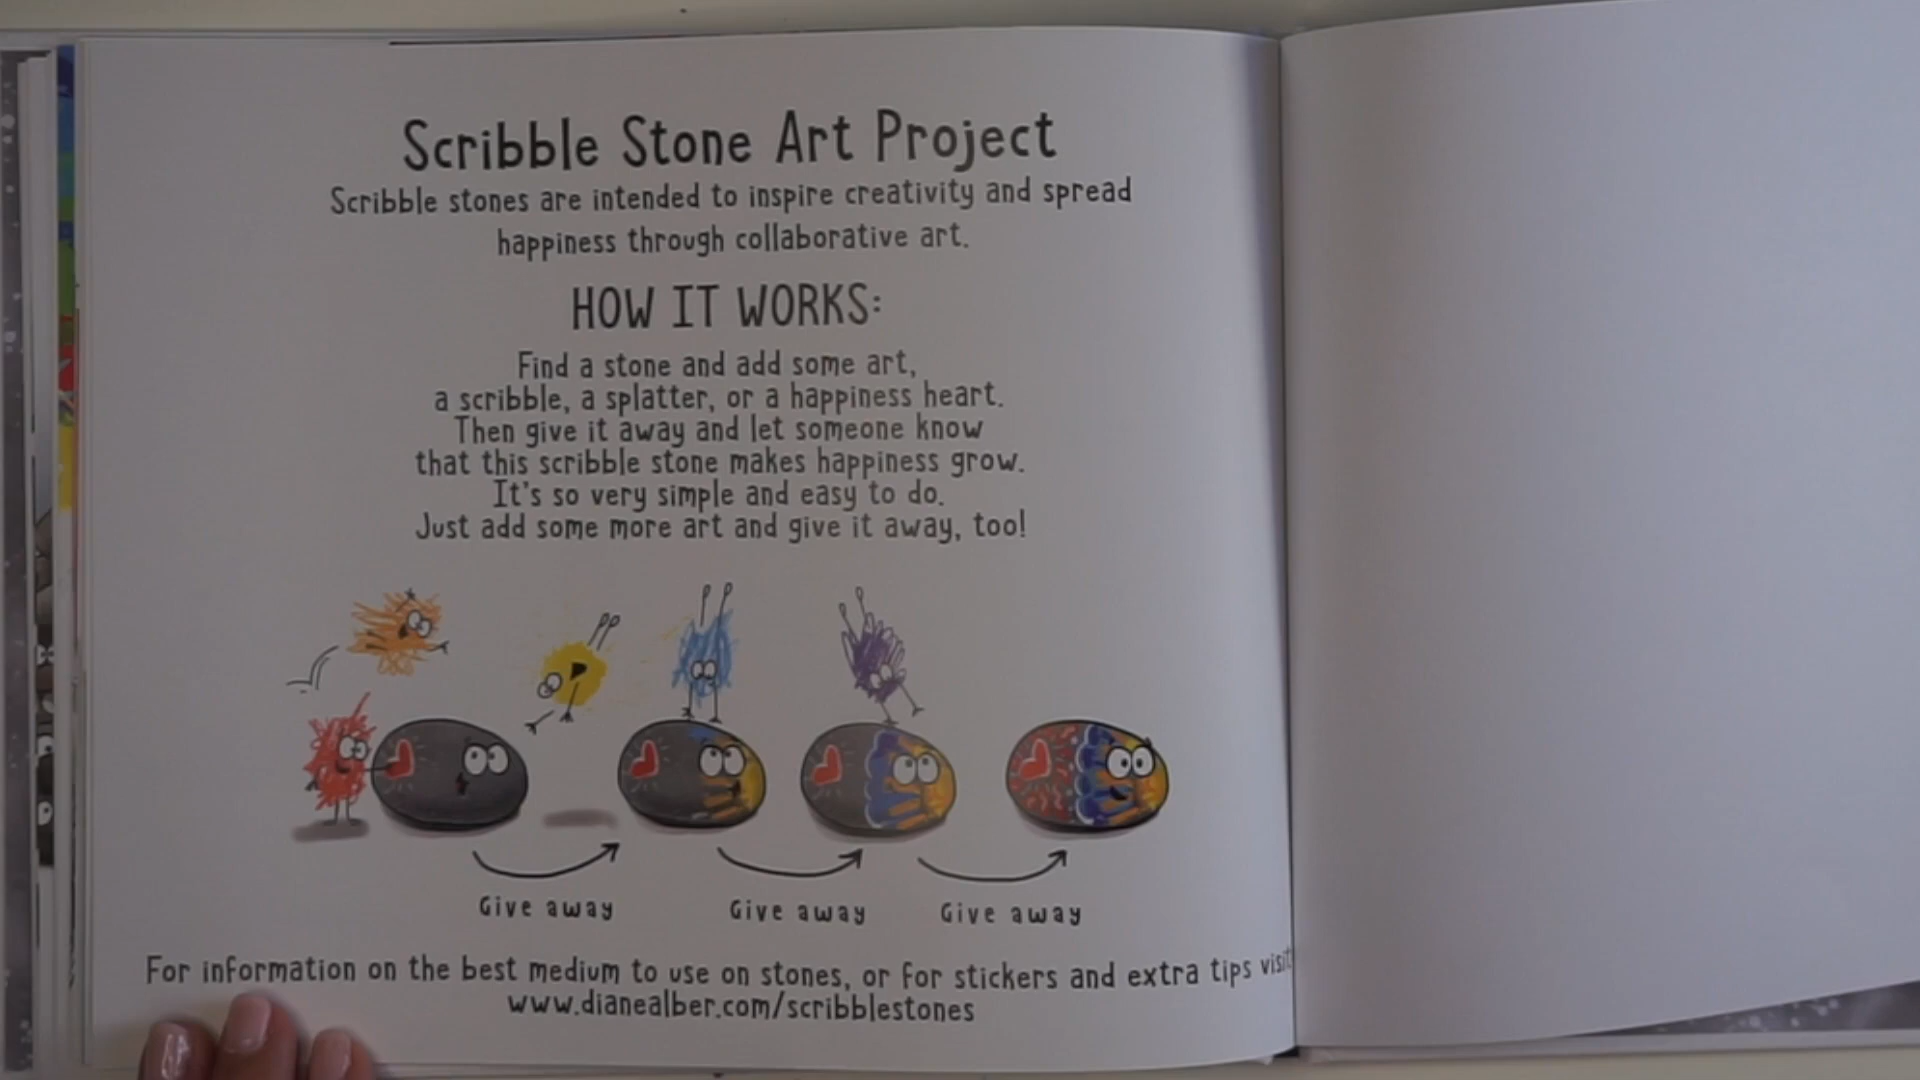 Scribble Stone Art Project
Scribble stones are intended to inspire creativity and spread
happiness through collaborative art.
HOW IT WORKS:
Find a stone and add some art,
a scribble, a splatter, or a happiness heart.
Then give it away and let someone know
that this scribble stone makes happiness grow.
It's so very simple and easy to do.
Just add some more art and give it away, too!
Give away
Give away
Give away
For information on the best medium to use on stones, or for stickers and extra tips visit
www.dianealber.com/scribblestones